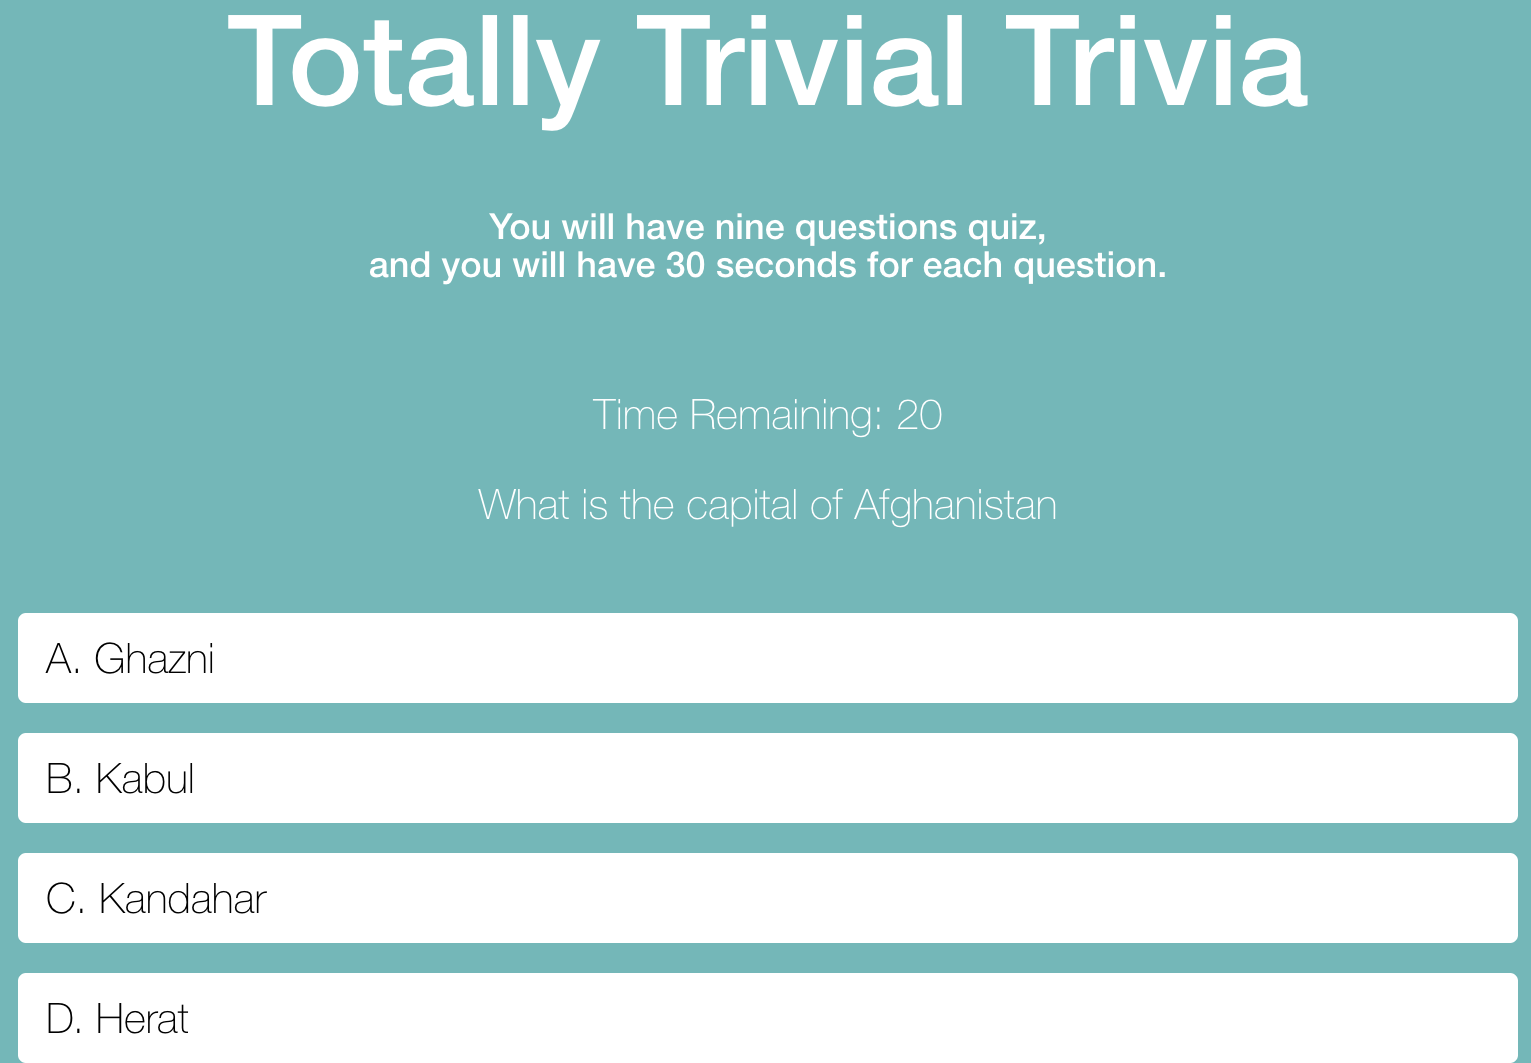 Totally Trivial Trivia
You will have nine questions quiz,
and you will have 30 seconds for each question.
Time Remaining: 20
What is the capital of Afghanistan
A. Ghazni
B. Kabul
C. Kandahar
D. Herat